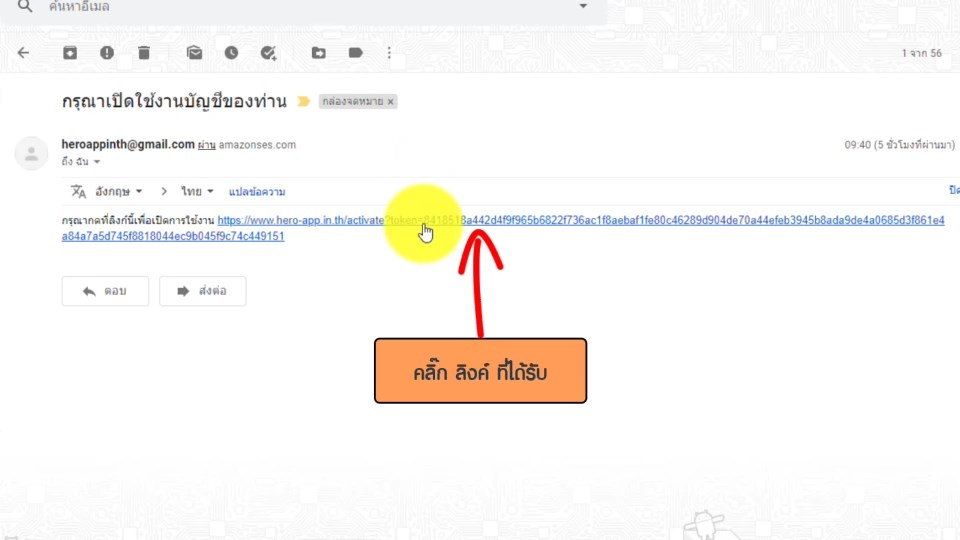 ค้นหาอีเมล
1 จาก 56
กรุณาเปิดใช้งานบัญชีของท่าน
กล่องจดหมาย ×
heroappinth@gmail.com ผ่าน amazonses.com
09:40 (5 ชั่วโมงที่ผ่านมา)
ถึง ฉัน
อังกฤษ > ไทย แปลข้อความ
กรุณากดที่ลิงก์นี้เพื่อเปิดการใช้งาน https://www.hero-app.in.th/activate?token=8418518a442d4f9f965b6822f736ac1f8aebaf1fe80c46289d904de70a44efeb3945b8ada9de4a0685d3f861e4
a84a7a5d745f8818044ec9b045f9c74c449151
ตอบ
ส่งต่อ
คลิ๊ก ลิงค์ ที่ได้รับ